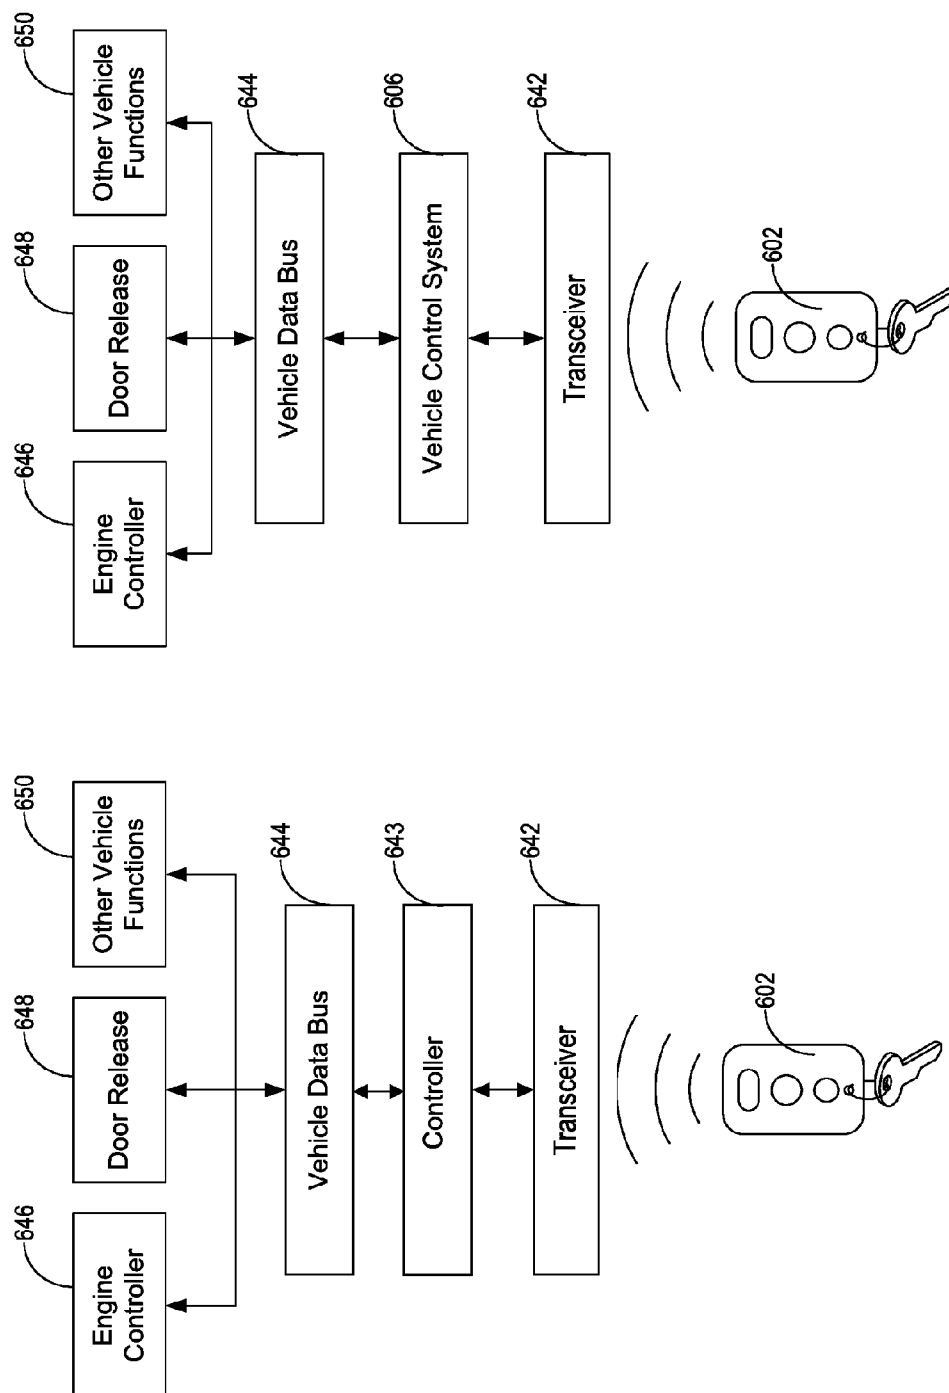 646
Engine
Controller
648
Door Release
650
Other Vehicle
Functions
644
Vehicle Data Bus
643
Controller
642
Transceiver
602
646
Engine
Controller
648
Door Release
650
Other Vehicle
Functions
644
Vehicle Data Bus
606
Vehicle Control System
642
Transceiver
602